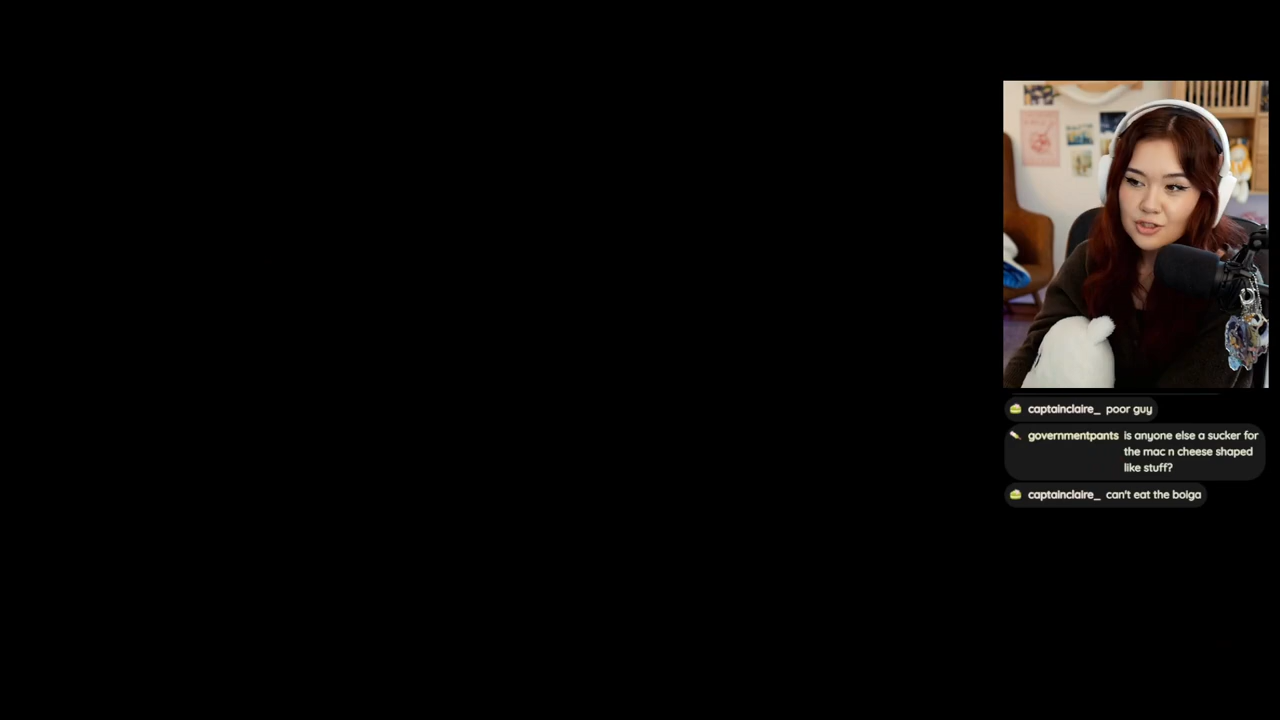 captainclaire_ poor guy
governmentpants is anyone else a sucker for
the mac n cheese shaped
like stuff?
captainclaire_ can't eat the boiga